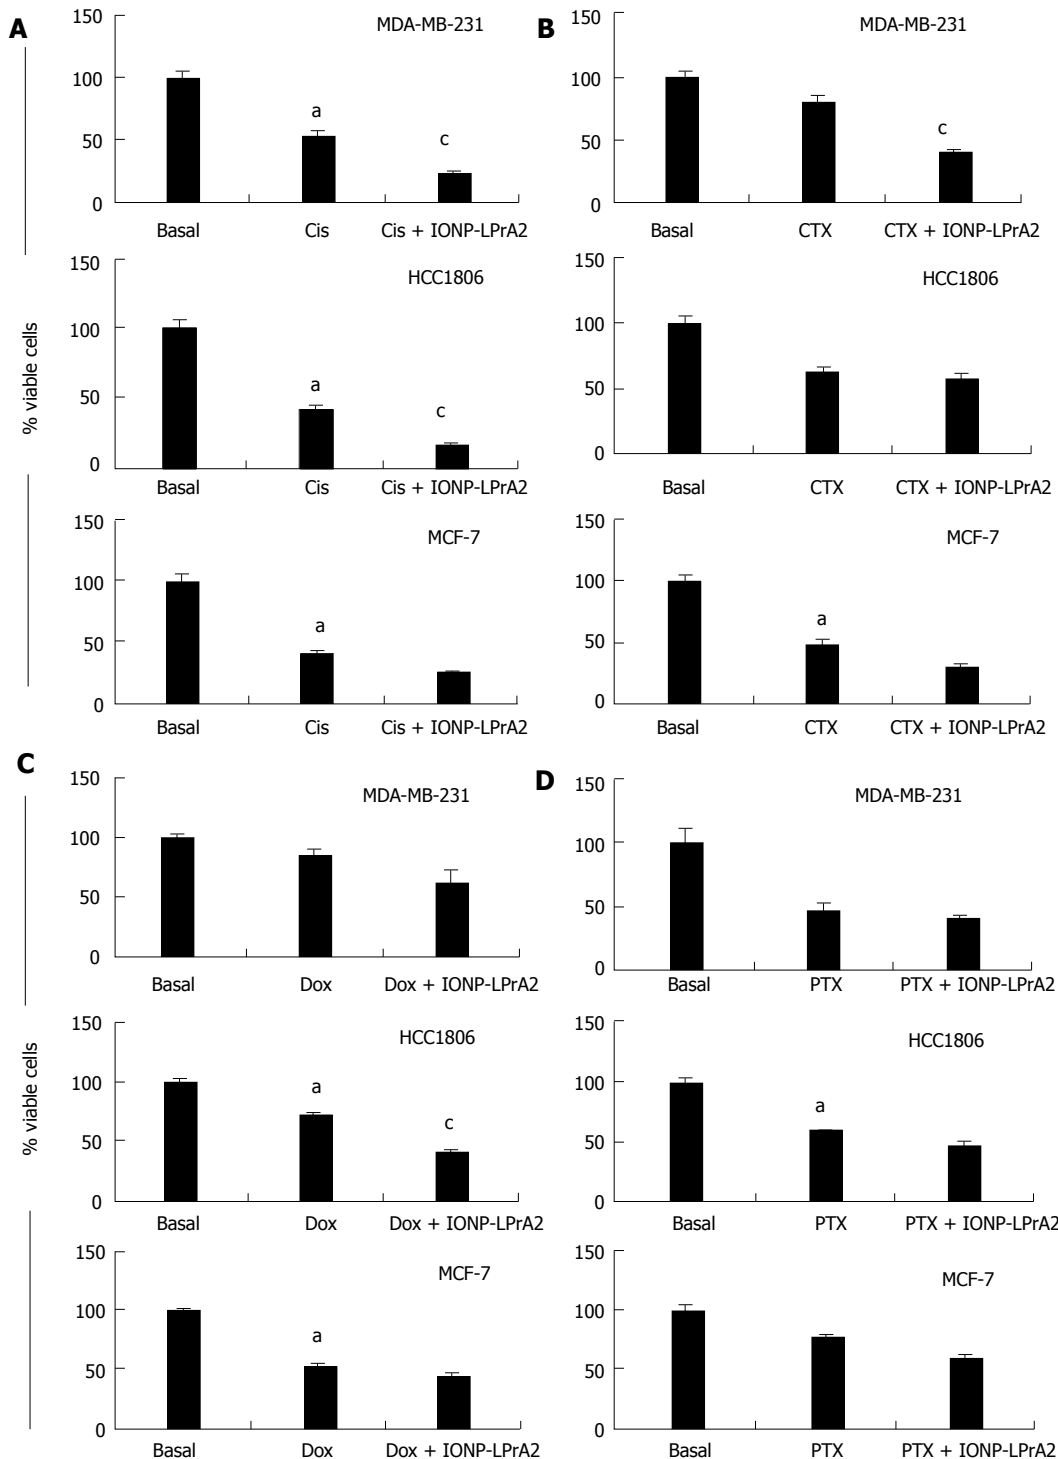 A
% viable cells
150
100
50
0
MDA-MB-231
a
c
Basal Cis Cis + IONP-LPrA2
150
100
50
0
HCC1806
a
c
Basal Cis Cis + IONP-LPrA2
150
100
50
0
MCF-7
a
Basal Cis Cis + IONP-LPrA2
B
150
100
50
0
MDA-MB-231
c
Basal CTX CTX + IONP-LPrA2
150
100
50
0
HCC1806
Basal CTX CTX + IONP-LPrA2
150
100
50
0
MCF-7
a
Basal CTX CTX + IONP-LPrA2
C
% viable cells
150
100
50
0
MDA-MB-231
Basal Dox Dox + IONP-LPrA2
150
100
50
0
HCC1806
a
c
Basal Dox Dox + IONP-LPrA2
150
100
50
0
MCF-7
a
Basal Dox Dox + IONP-LPrA2
D
150
100
50
0
MDA-MB-231
Basal PTX PTX + IONP-LPrA2
150
100
50
0
HCC1806
a
Basal PTX PTX + IONP-LPrA2
150
100
50
0
MCF-7
Basal PTX PTX + IONP-LPrA2